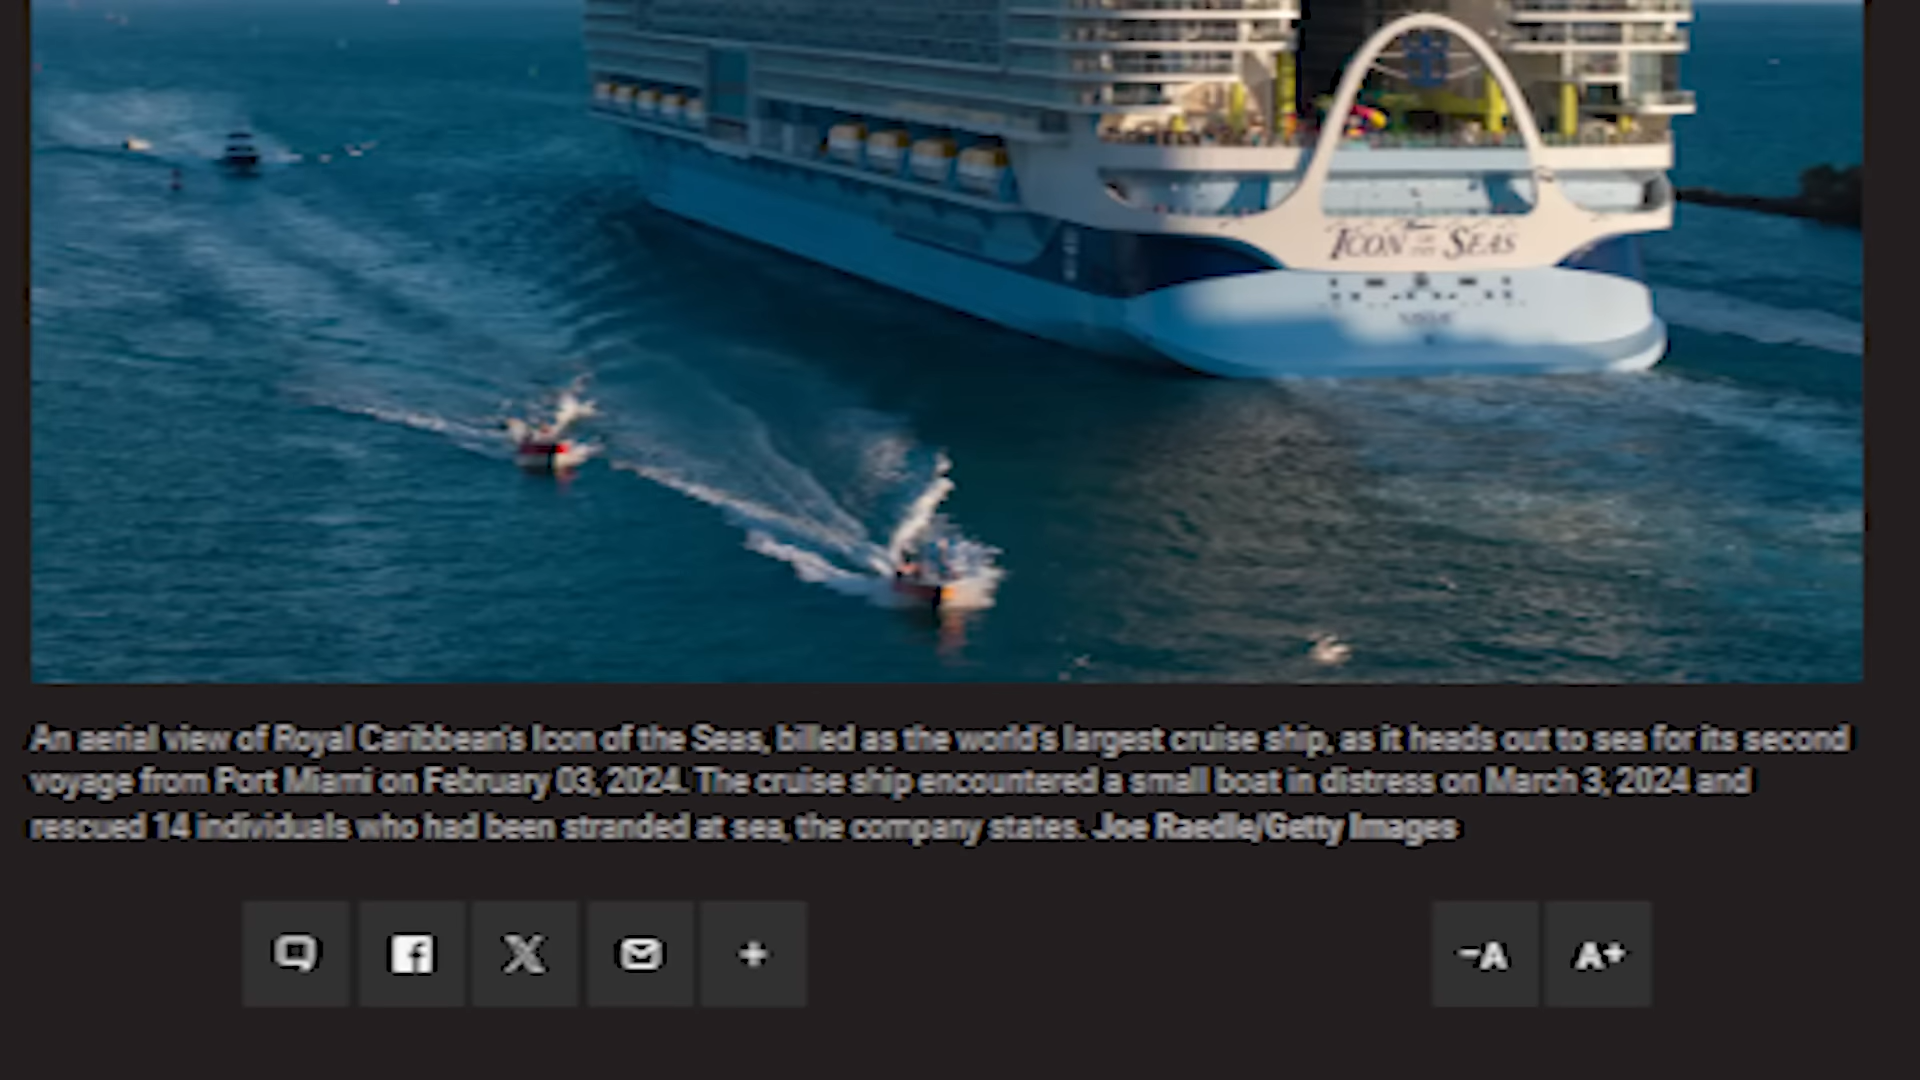 ICON OF THE SEAS
An aerial view of Royal Caribbean's Icon of the Seas, billed as the world's largest cruise ship, as it heads out to sea for its second
voyage from Port Miami on February 03, 2024. The cruise ship encountered a small boat in distress on March 3, 2024 and
rescued 14 individuals who had been stranded at sea, the company states. Joe Raedle/Getty Images
-A A+